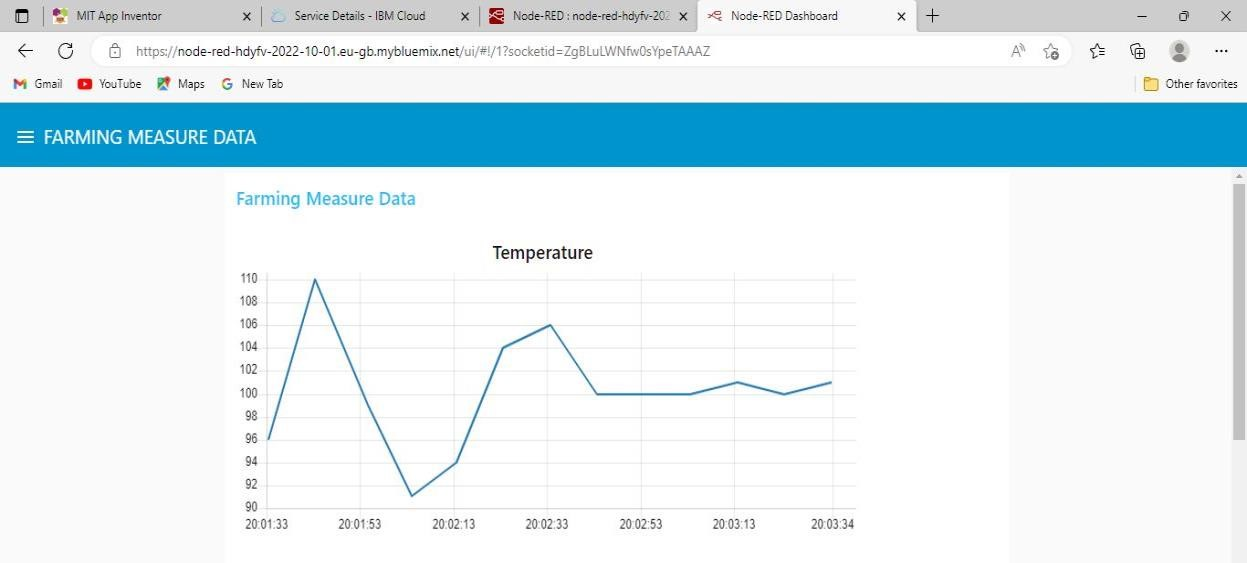 MIT App Inventor
Service Details - IBM Cloud
Node-RED : node-red-hdyfv-202
Node-RED Dashboard
https://node-red-hdyfv-2022-10-01.eu-gb.mybluemix.net/ui/#!/1?socketid=ZgBLuLWNfw0sYpeTAAAZ
Gmail
YouTube
Maps
New Tab
Other favorites
FARMING MEASURE DATA
Farming Measure Data
Temperature
110
108
106
104
102
100
98
96
94
92
90
20:01:33 20:01:53 20:02:13 20:02:33 20:02:53 20:03:13 20:03:34